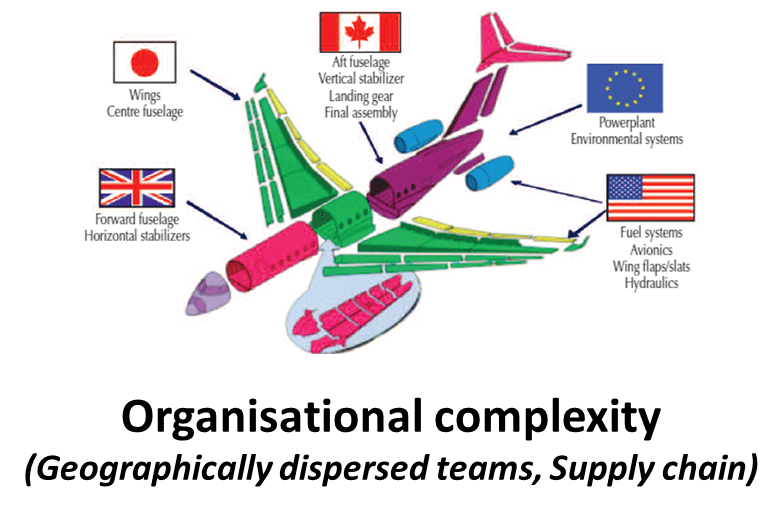 Wings
Centre fuselage
Aft fuselage
Vertical stabilizer
Landing gear
Final assembly
Powerplant
Environmental systems
Forward fuselage
Horizontal stabilizers
Fuel systems
Avionics
Wing flaps/slats
Hydraulics
Organisational complexity
(Geographically dispersed teams, Supply chain)